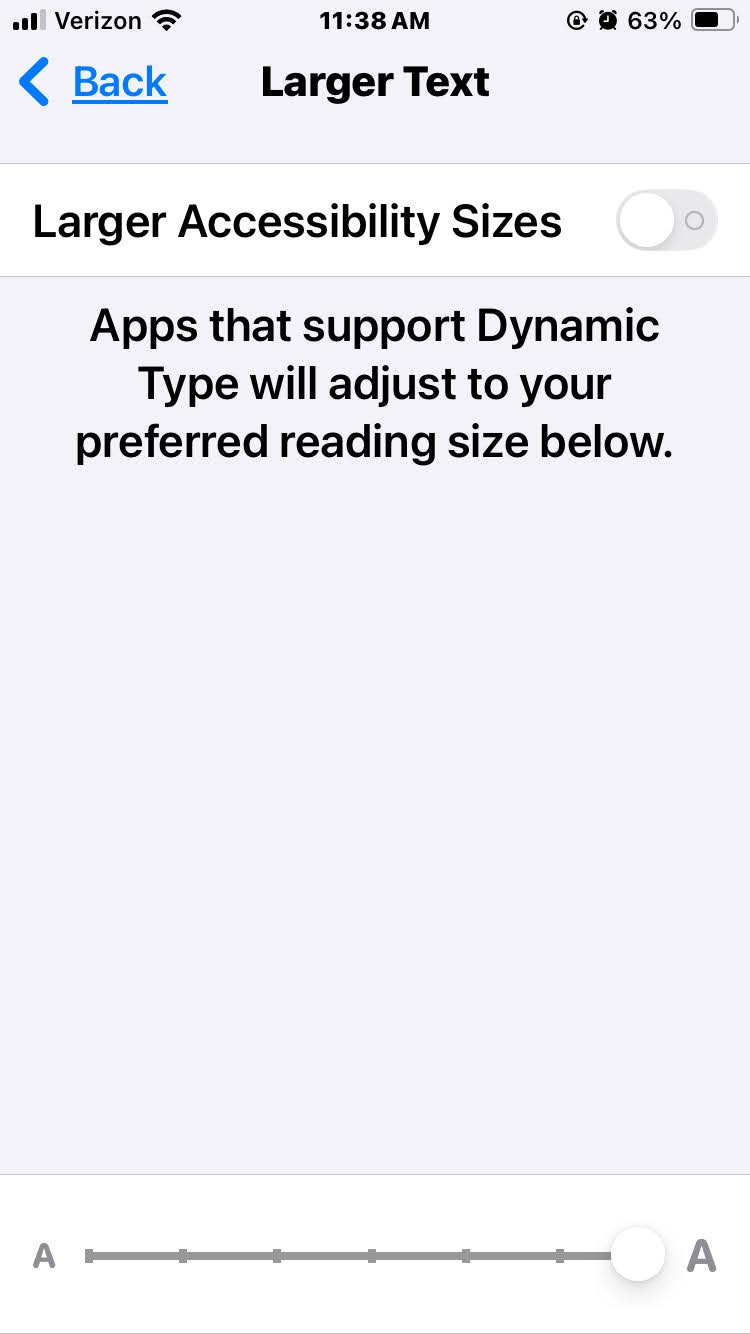 Verizon 11:38 AM 63%
Back Larger Text
Larger Accessibility Sizes
Apps that support Dynamic
Type will adjust to your
preferred reading size below.
A A